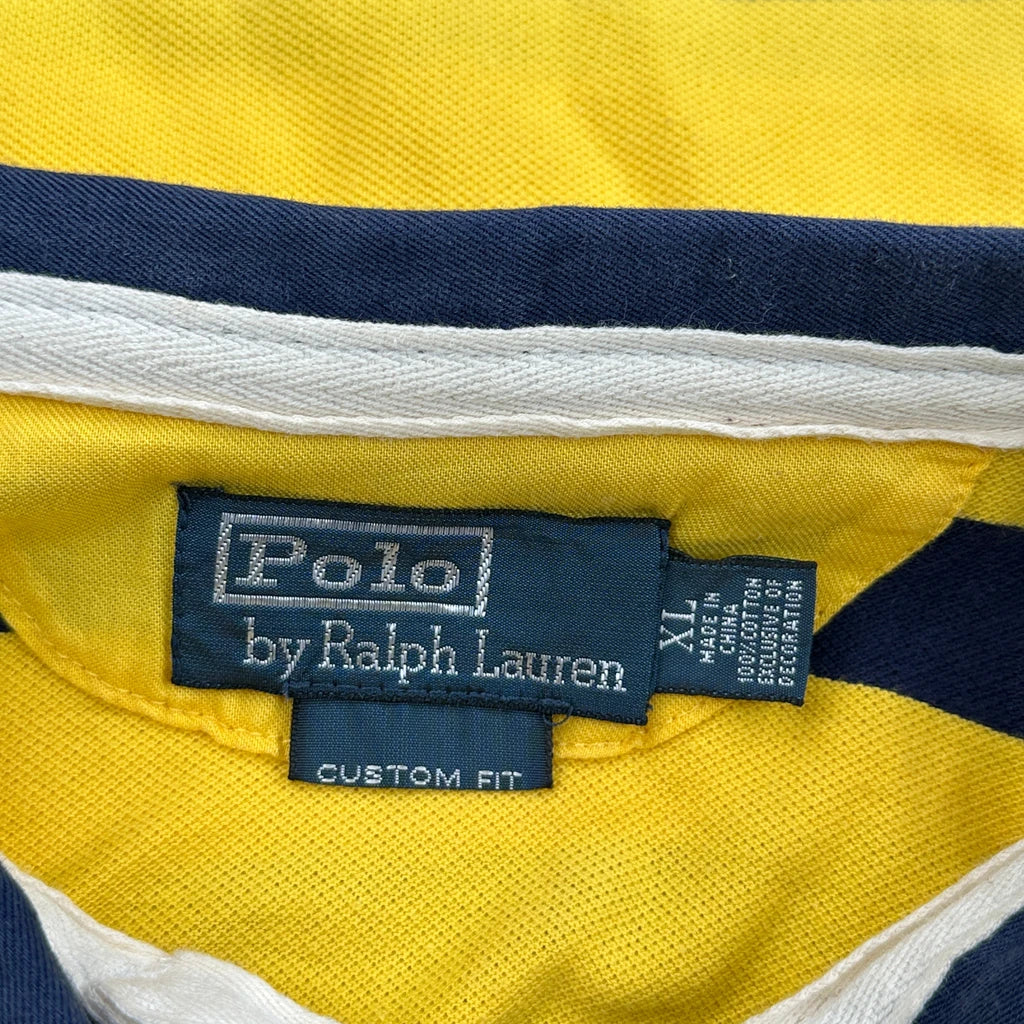 Polo
by Ralph Lauren
XL
MADE IN
CHINA
100%COTTON
EXCLUSIVE OF
DECORATION
CUSTOM FIT